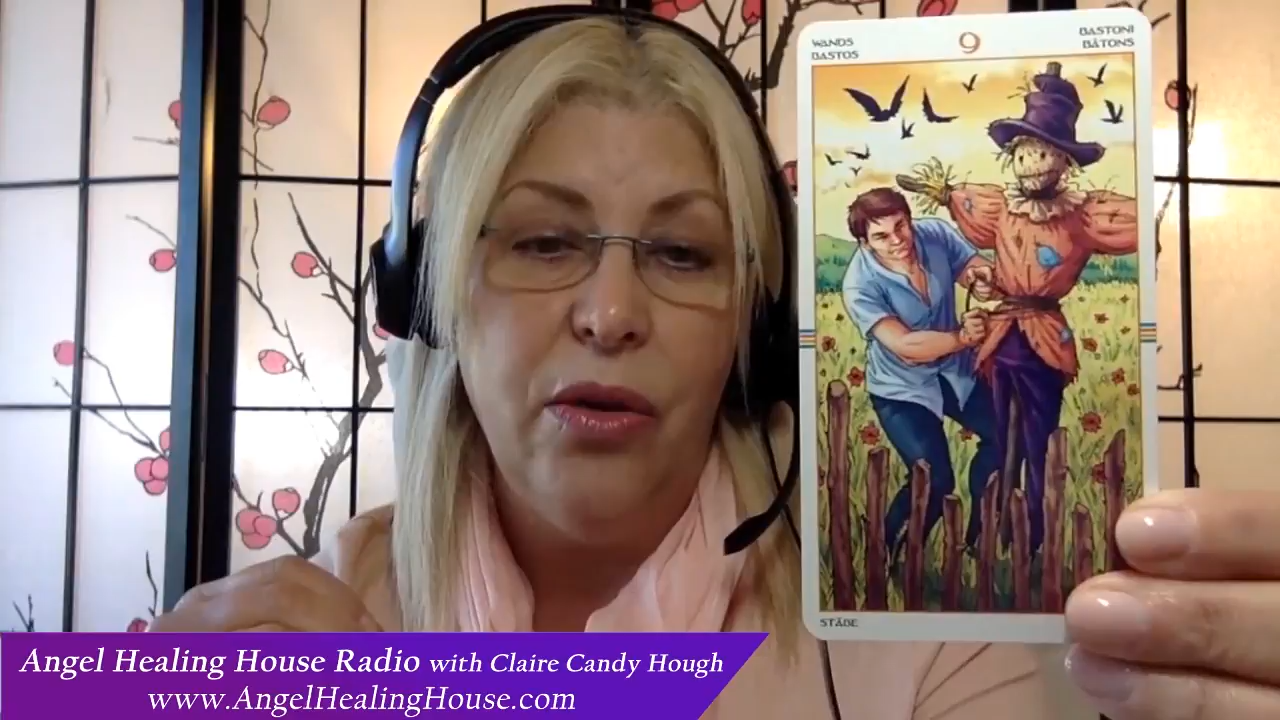 WANDS
BASTOS
9
BASTONI
BÂTONS
STÄBE
Angel Healing House Radio with Claire Candy Hough
www.AngelHealingHouse.com